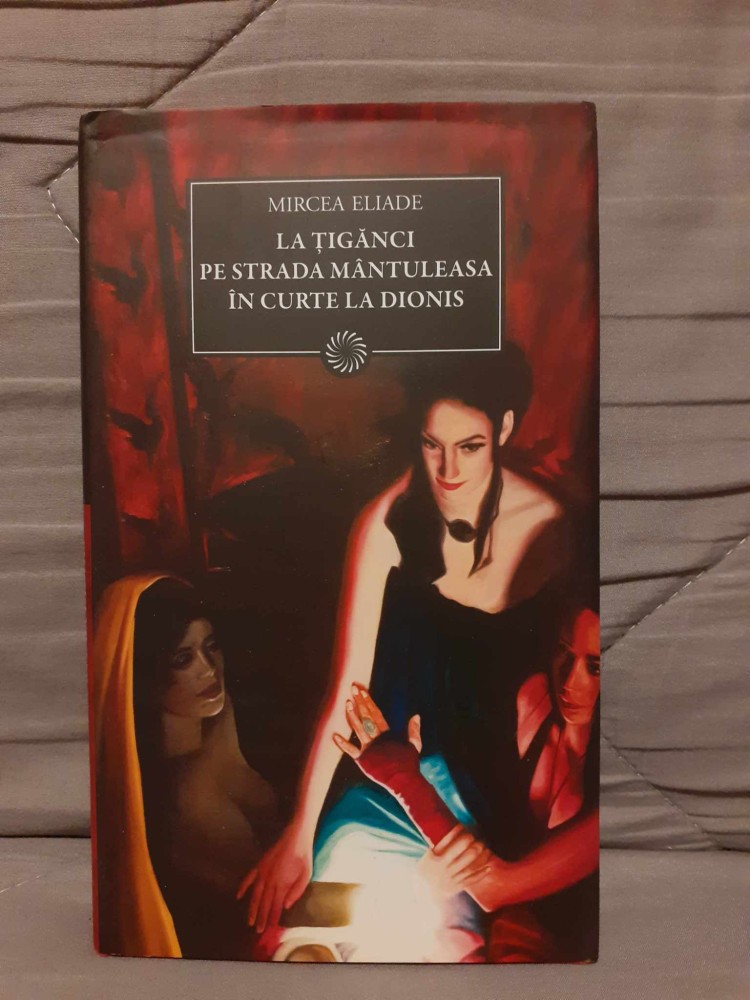 MIRCEA ELIADE
LA ȚIGĂNCI
PE STRADA MÂNTULEASA
ÎN CURTE LA DIONIS